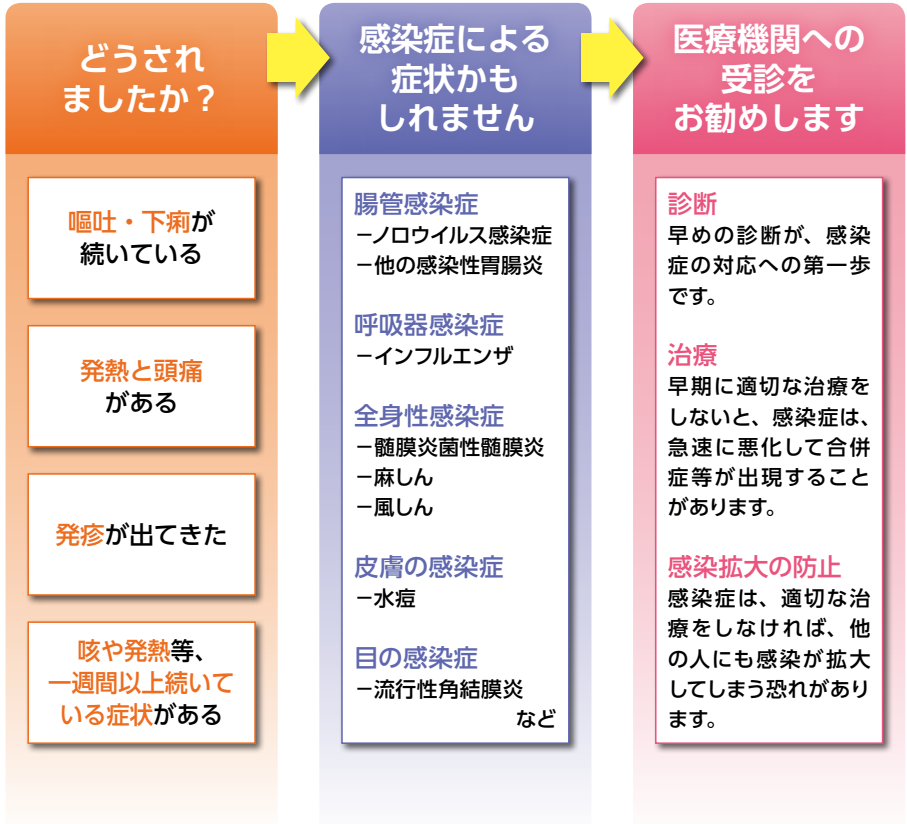 どうされ
ましたか？
嘔吐・下痢が
続いている
発熱と頭痛
がある
発疹が出てきた
咳や発熱等、
一週間以上続いて
いる症状がある
感染症による
症状かも
しれません
腸管感染症
－ノロウイルス感染症
－他の感染性胃腸炎
呼吸器感染症
－インフルエンザ
全身性感染症
－髄膜炎菌性髄膜炎
－麻しん
－風しん
皮膚の感染症
－水痘
目の感染症
－流行性角結膜炎
など
医療機関への
受診を
お勧めします
診断
早めの診断が、感染
症の対応への第一歩
です。
治療
早期に適切な治療を
しないと、感染症は、
急速に悪化して合併
症等が出現すること
があります。
感染拡大の防止
感染症は、適切な治
療をしなければ、他
の人にも感染が拡大
してしまう恐れがあり
ます。